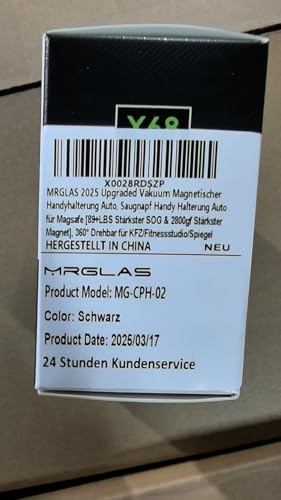 X68
X0028RDSZP
MRGLAS 2025 Upgraded Vakuum Magnetischer
Handyhalterung Auto, Saugnapf Handy Halterung Auto
für Magsafe [89+LBS Stärkster SOG & 2800gf Stärkster
Magnet], 360° Drehbar für KFZ/Fitnessstudio/Spiegel
HERGESTELLT IN CHINA NEU
MRGLAS
Product Model: MG-CPH-02
Color: Schwarz
Product Date: 2025/03/17
24 Stunden Kundenservice